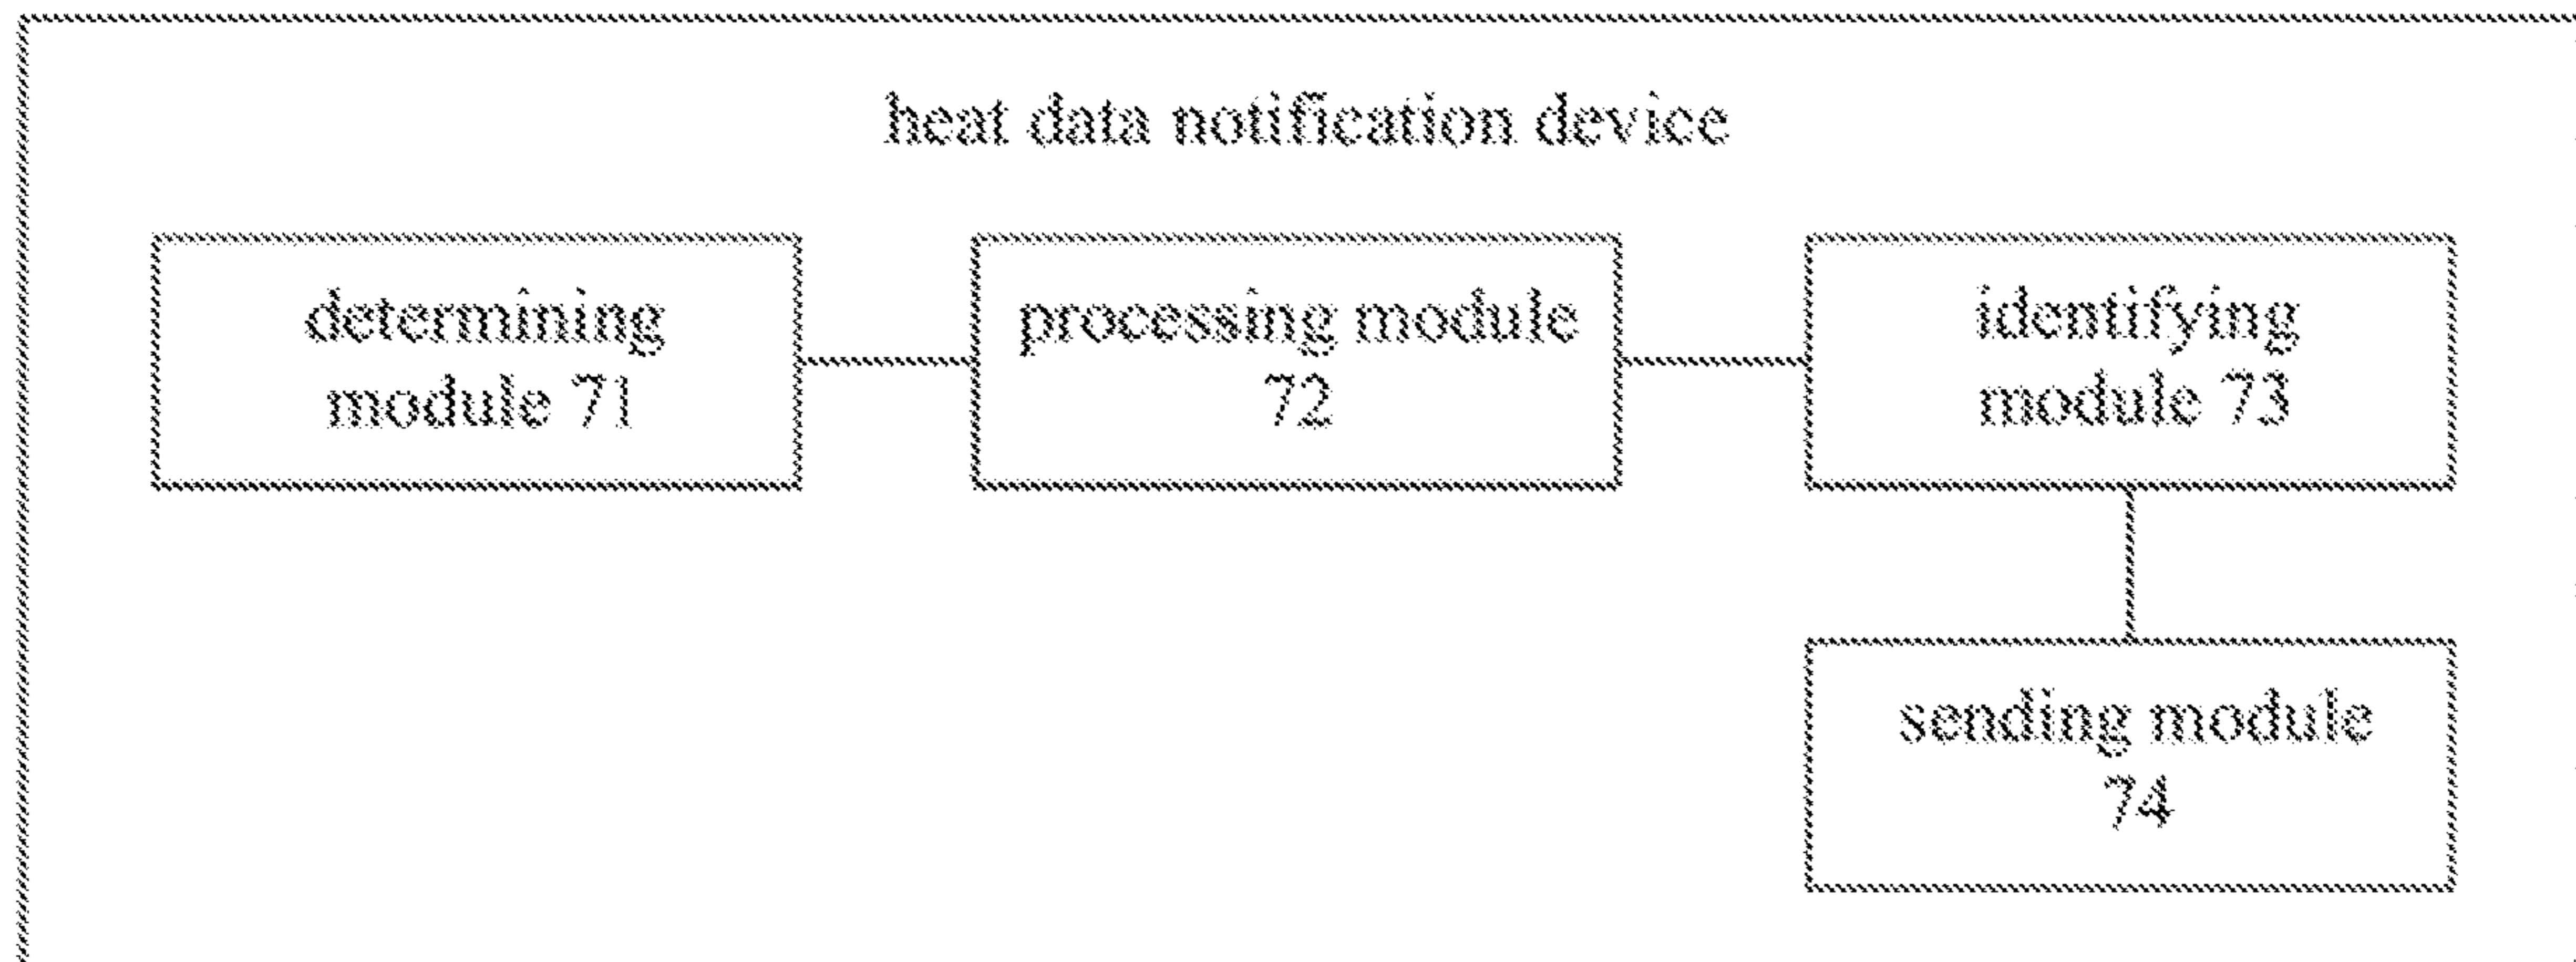 heat data notification device
determining
module 71
processing module
72
identifying
module 73
sending module
74